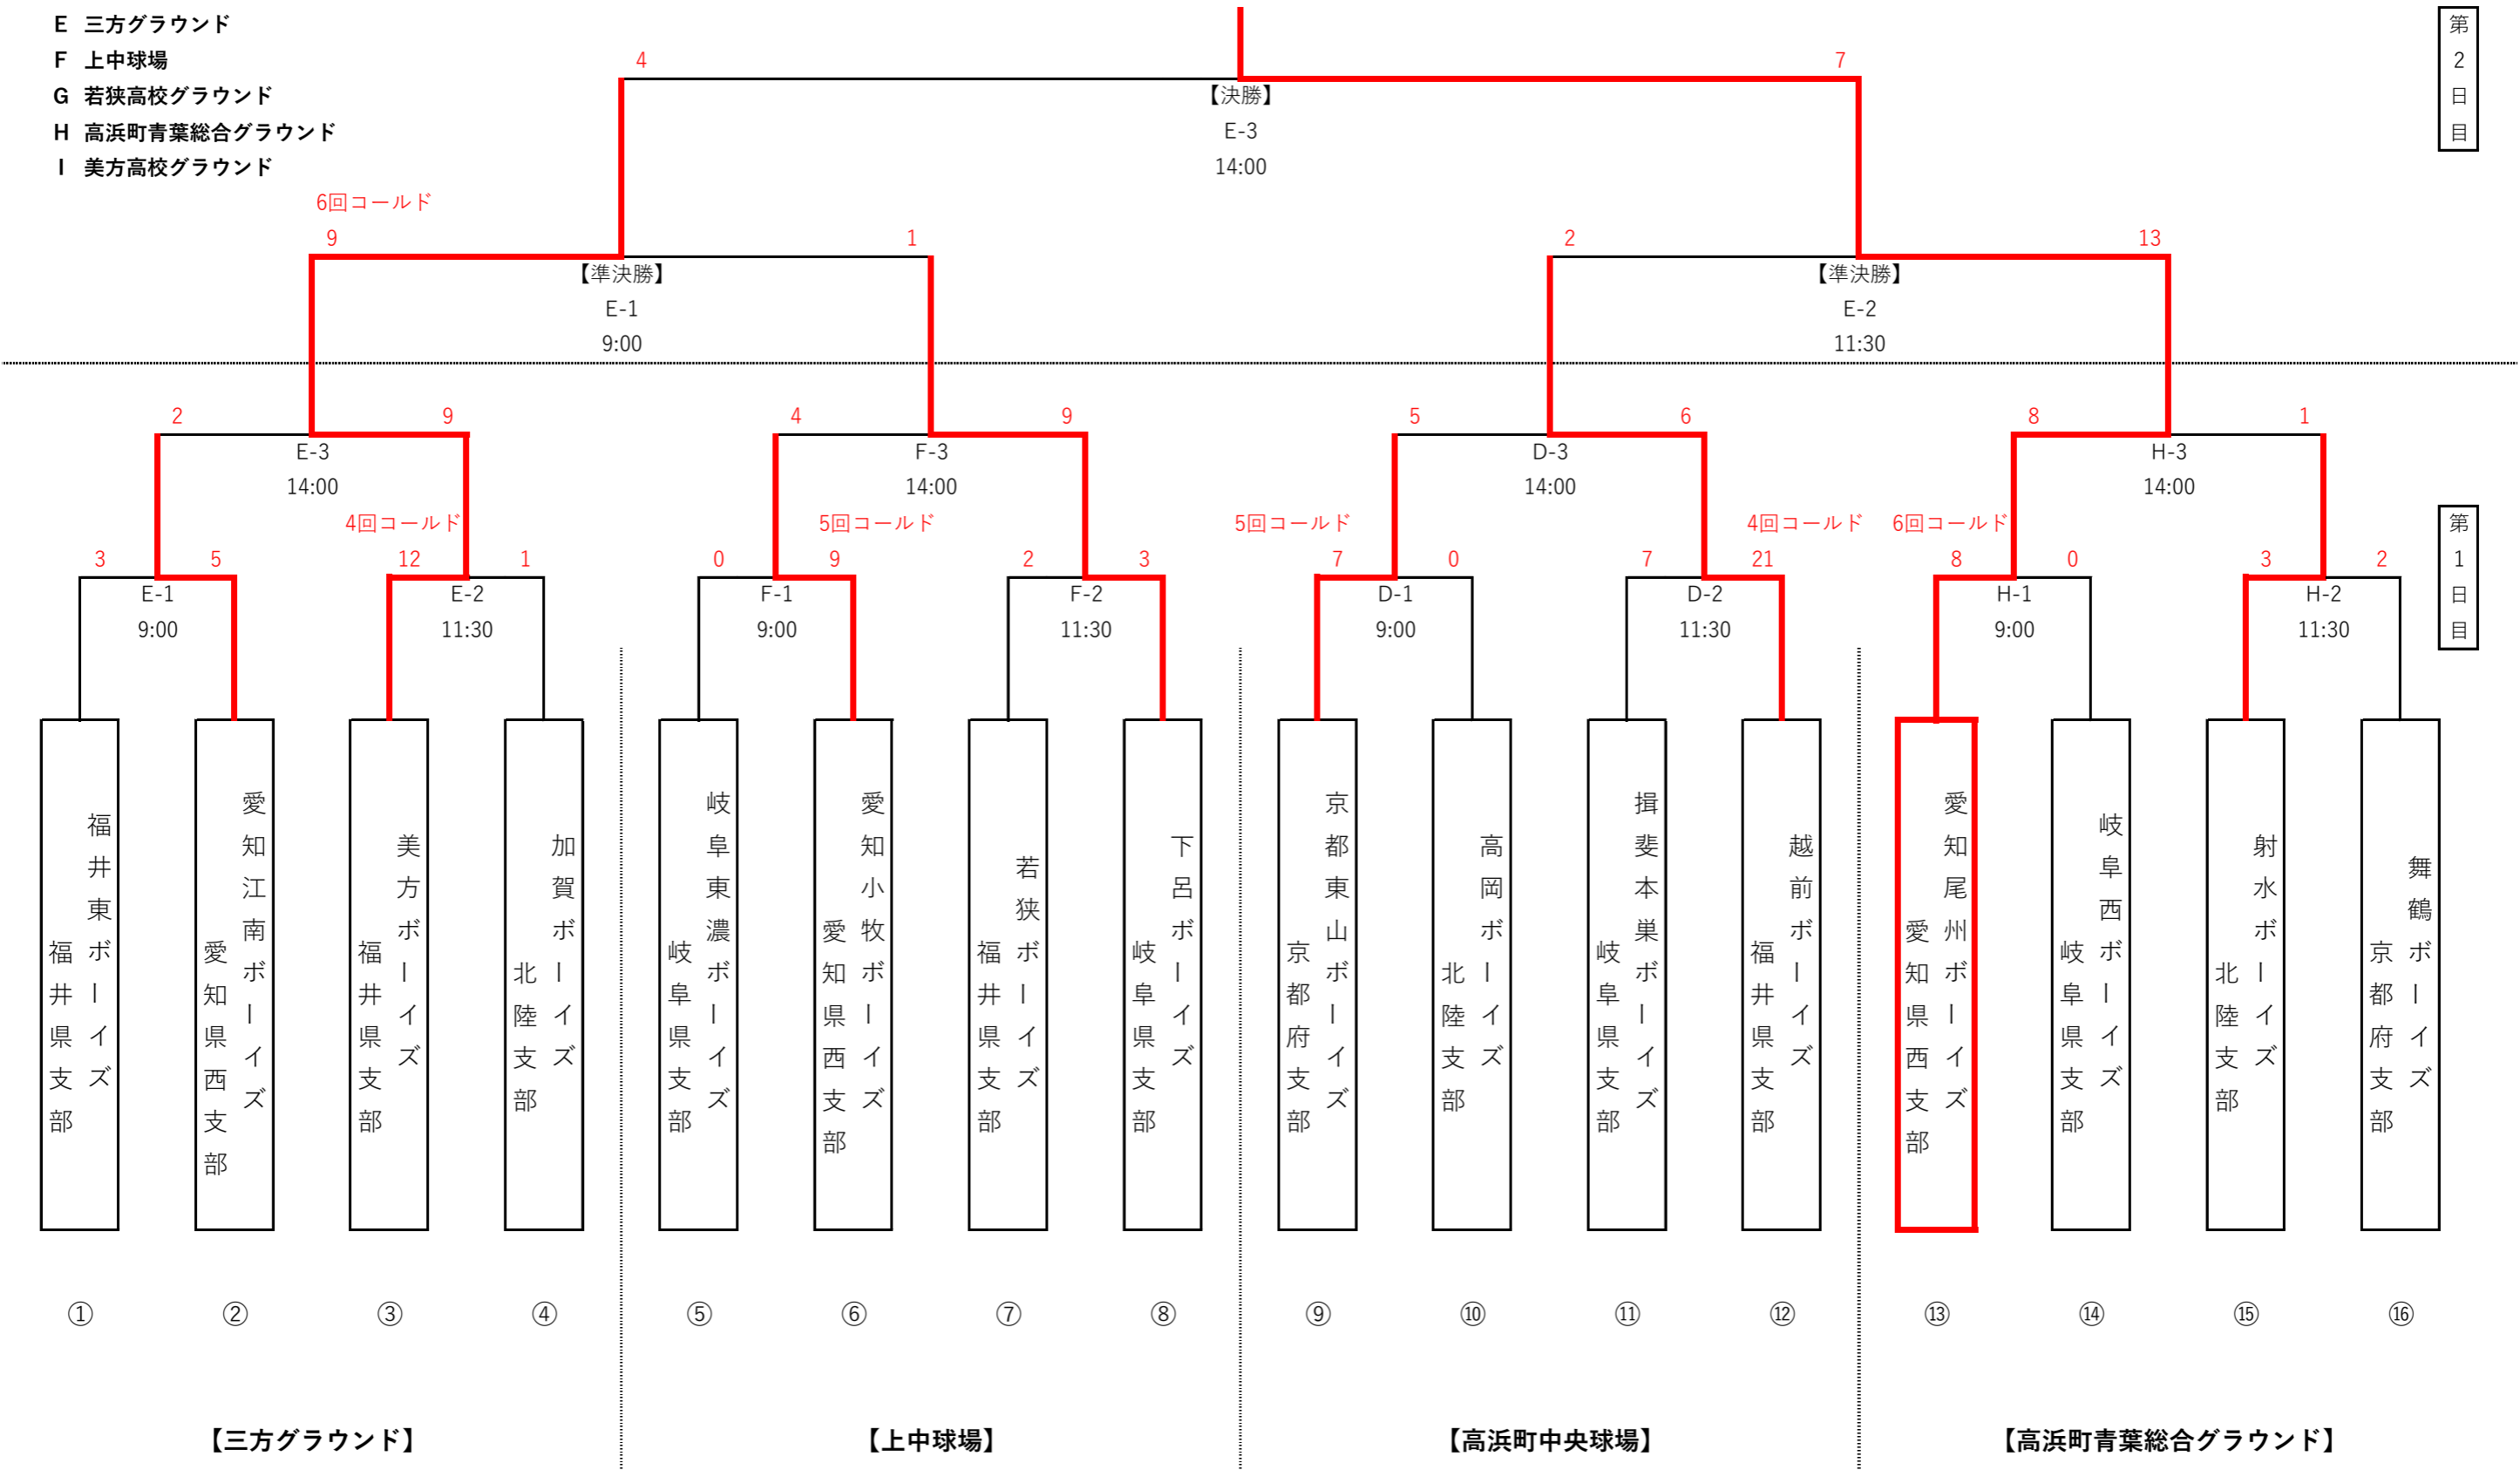 E 三方グラウンド
F 上中球場
G 若狭高校グラウンド
H 高浜町青葉総合グラウンド
I 美方高校グラウンド
第2日目
4
7
【決勝】
E-3
14:00
6回コールド
9
1
2
13
【準決勝】
E-1
9:00
【準決勝】
E-2
11:30
2
9
4
9
5
6
8
1
E-3
14:00
F-3
14:00
D-3
14:00
H-3
14:00
4回コールド
5回コールド
5回コールド
4回コールド
6回コールド
第1日目
3
5
12
1
0
9
2
3
7
0
7
21
8
0
3
2
E-1
9:00
E-2
11:30
F-1
9:00
F-2
11:30
D-1
9:00
D-2
11:30
H-1
9:00
H-2
11:30
福井東ボーイズ
福井県支部
愛知江南ボーイズ
愛知県西支部
美方ボーイズ
福井県支部
加賀ボーイズ
北陸支部
岐阜東濃ボーイズ
岐阜県支部
愛知小牧ボーイズ
愛知県西支部
若狭ボーイズ
福井県支部
下呂ボーイズ
岐阜県支部
京都東山ボーイズ
京都府支部
高岡ボーイズ
北陸支部
揖斐本巣ボーイズ
岐阜県支部
越前ボーイズ
福井県支部
愛知尾州ボーイズ
愛知県西支部
岐阜西ボーイズ
岐阜県支部
射水ボーイズ
北陸支部
舞鶴ボーイズ
京都府支部
① ② ③ ④ ⑤ ⑥ ⑦ ⑧ ⑨ ⑩ ⑪ ⑫ ⑬ ⑭ ⑮ ⑯
【三方グラウンド】
【上中球場】
【高浜町中央球場】
【高浜町青葉総合グラウンド】